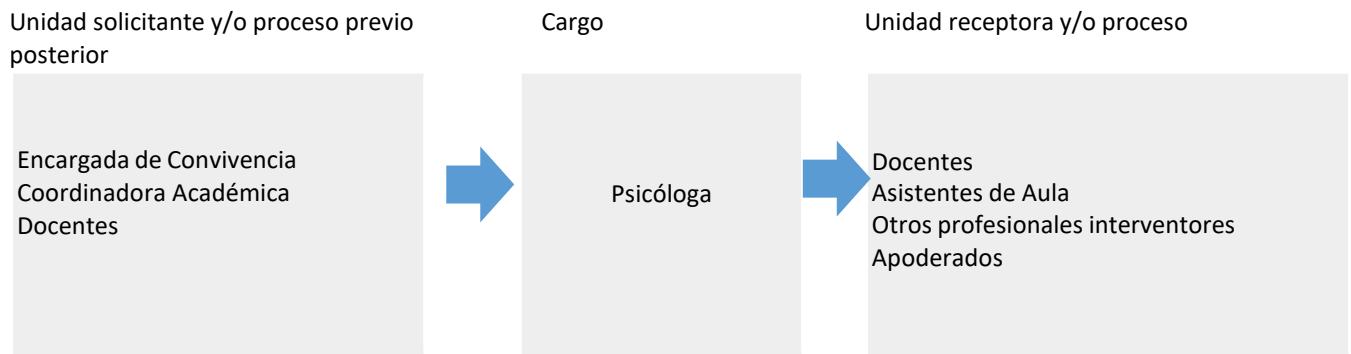 Unidad solicitante y/o proceso previo Cargo Unidad receptora y/o proceso
posterior
Encargada de Convivencia
Coordinadora Académica
Docentes
Psicóloga
Docentes
Asistentes de Aula
Otros profesionales interventores
Apoderados